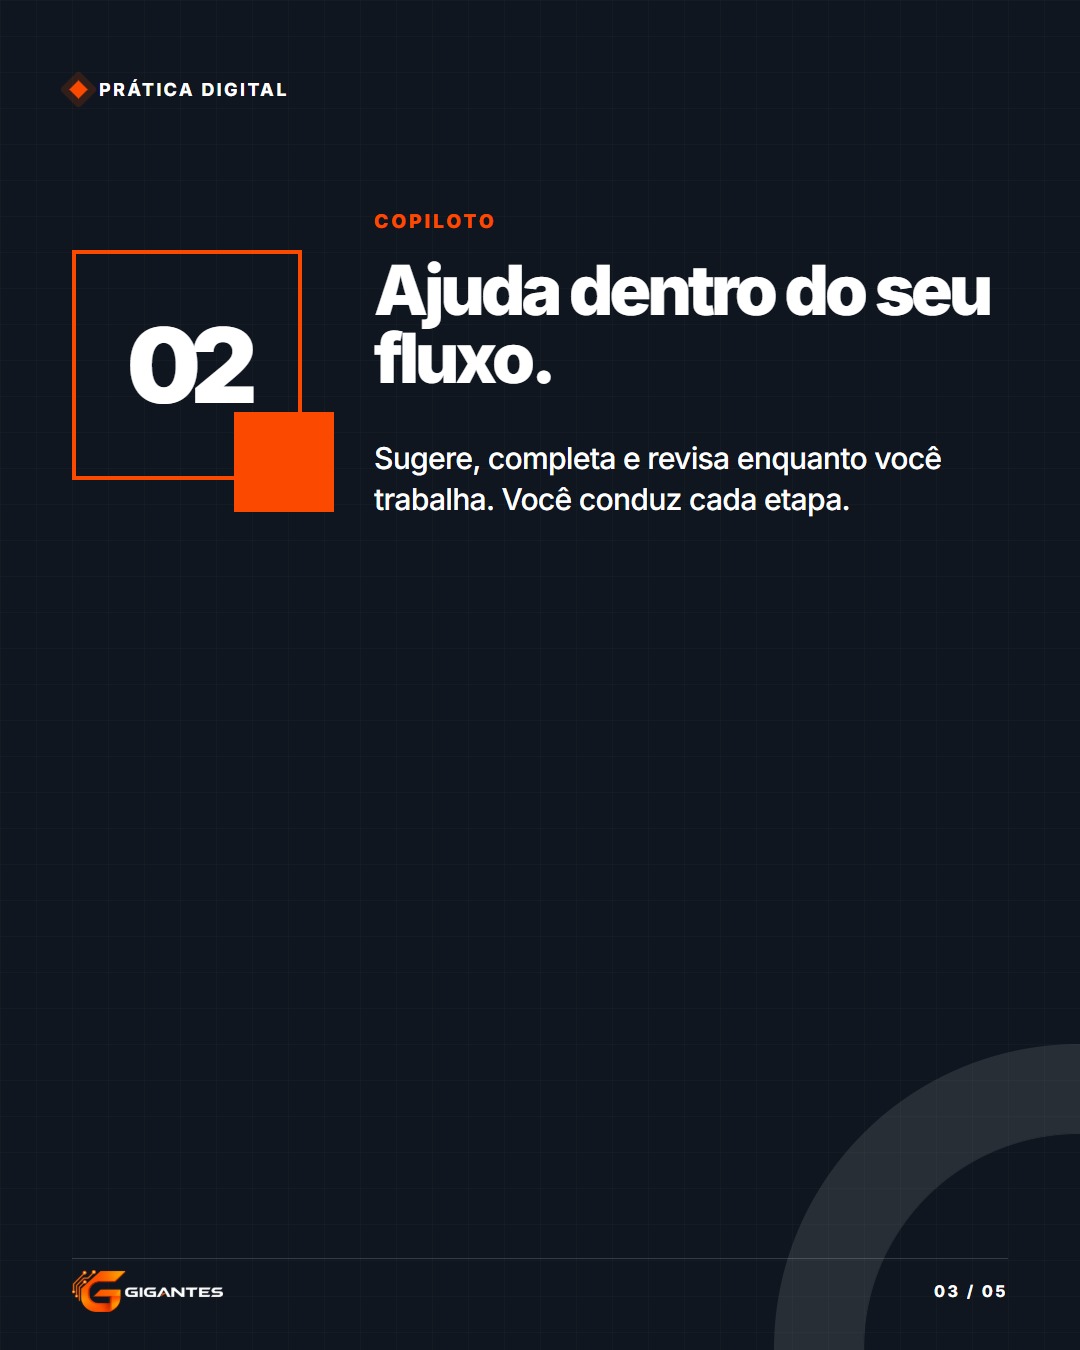 PRÁTICA DIGITAL
COPILOTO
02
Ajuda dentro do seu
fluxo.
Sugere, completa e revisa enquanto você
trabalha. Você conduz cada etapa.
GIGANTES
03 / 05